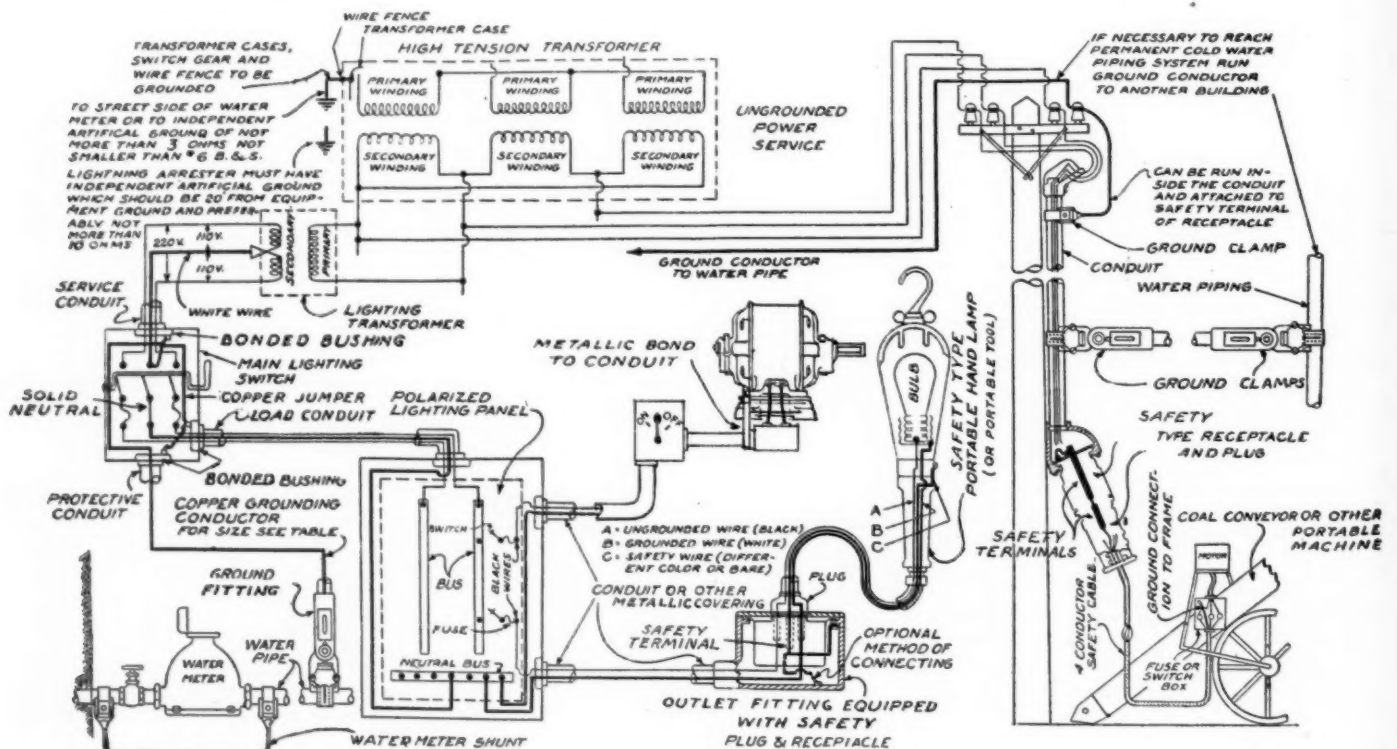 WIRE FENCE
TRANSFORMER CASE
TRANSFORMER CASES,
SWITCH GEAR AND
WIRE FENCE TO BE
GROUNDED
HIGH TENSION TRANSFORMER
PRIMARY
WINDING
PRIMARY
WINDING
PRIMARY
WINDING
SECONDARY
WINDING
SECONDARY
WINDING
SECONDARY
WINDING
UNGROUNDED
POWER
SERVICE
TO STREET SIDE OF WATER
METER OR TO INDEPENDENT
ARTIFICAL GROUND OF NOT
MORE THAN 3 OHMS NOT
SMALLER THAN #6 B.&S.
LIGHTNING ARRESTER MUST HAVE
INDEPENDENT ARTIFICIAL GROUND
WHICH SHOULD BE 20' FROM EQUIP-
MENT GROUND AND PREFER-
ABLY NOT
MORE THAN
10 OHMS
220V.
110V.
110V.
SECONDARY
PRIMARY
SERVICE
CONDUIT
WHITE WIRE
LIGHTING
TRANSFORMER
GROUND CONDUCTOR
TO WATER PIPE
IF NECESSARY TO REACH
PERMANENT COLD WATER
PIPING SYSTEM RUN
GROUND CONDUCTOR
TO ANOTHER BUILDING
CAN BE RUN IN-
SIDE THE CONDUIT
AND ATTACHED TO
SAFETY TERMINAL
OF RECEPTACLE
GROUND CLAMP
CONDUIT
WATER PIPING
GROUND CLAMPS
BONDED BUSHING
MAIN LIGHTING
SWITCH
SOLID
NEUTRAL
COPPER JUMPER
LOAD CONDUIT
POLARIZED
LIGHTING PANEL
BONDED BUSHING
PROTECTIVE
CONDUIT
COPPER GROUNDING
CONDUCTOR
FOR SIZE SEE TABLE
GROUND
FITTING
WATER
METER
WATER
PIPE
WATER METER SHUNT
SWITCH
BUS
BLACK
WIRES
FUSE
NEUTRAL BUS
METALLIC BOND
TO CONDUIT
ON
OFF
BULB
SAFETY TYPE
PORTABLE HAND LAMP
(OR PORTABLE TOOL)
A
B
C
A = UNGROUNDED WIRE (BLACK)
B = GROUNDED WIRE (WHITE)
C = SAFETY WIRE (DIFFER-
ENT COLOR OR BARE)
CONDUIT OR OTHER
METALLIC COVERING
PLUG
SAFETY
TERMINAL
OPTIONAL
METHOD OF
CONNECTING
OUTLET FITTING EQUIPPED
WITH SAFETY
PLUG & RECEPTACLE
SAFETY
TYPE RECEPTACLE
AND PLUG
SAFETY
TERMINALS
GROUND CONNECT-
ION TO FRAME
COAL CONVEYOR OR OTHER
PORTABLE
MACHINE
MOTOR
4 CONDUCTOR
SAFETY CABLE
FUSE OR
SWITCH
BOX